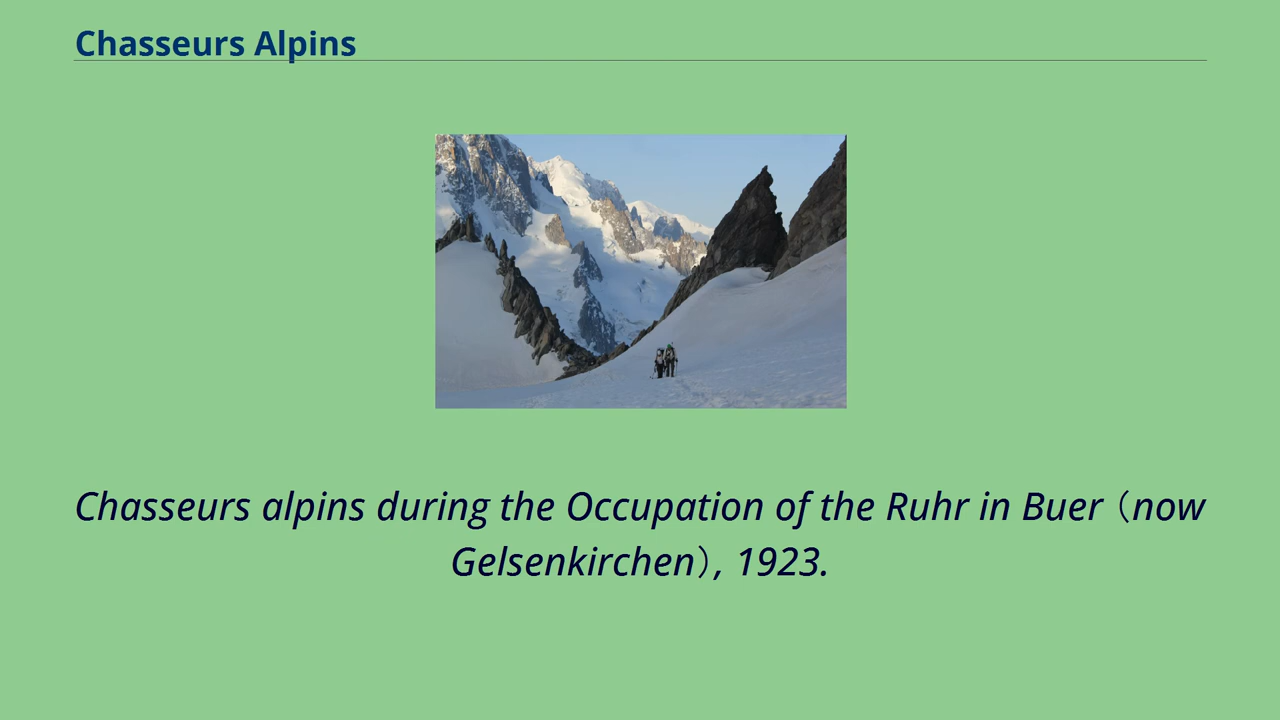 Chasseurs Alpins
Chasseurs alpins during the Occupation of the Ruhr in Buer（now
Gelsenkirchen）, 1923.